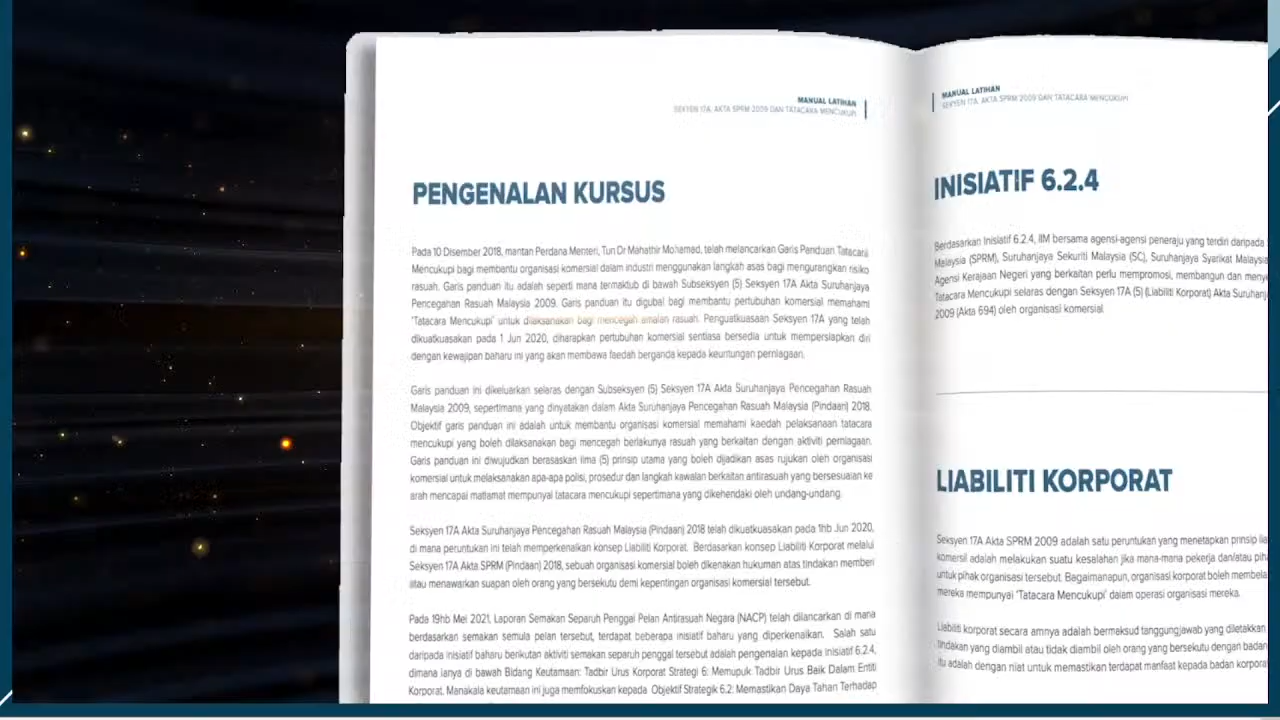 MANUAL LATIHAN
SEKYEN 17A, AKTA SPRM 2009 DAN TATACARA MENCUKUPI
PENGENALAN KURSUS
Pada 10 Disember 2018, mantan Perdana Menteri, Tun Dr Mahathir Mohamad, telah melancarkan Garis Panduan Tatacara
Mencukupi bagi membantu organisasi komersial dalam industri menggunakan langkah asas bagi mengurangkan risiko
rasuah. Garis panduan itu adalah seperti mana termaktub di bawah Subseksyen (5) Seksyen 17A Akta Suruhanjaya
Pencegahan Rasuah Malaysia 2009. Garis panduan itu digubal bagi membantu pertubuhan komersial memahami
'Tatacara Mencukupi' untuk dilaksanakan bagi mencegah amalan rasuah. Penguatkuasaan Seksyen 17A yang telah
dikuatkuasakan pada 1 Jun 2020, diharapkan pertubuhan komersial sentiasa bersedia untuk mempersiapkan diri
dengan kewajipan baharu ini yang akan membawa faedah berganda kepada keuntungan perniagaan.
Garis panduan ini dikeluarkan selaras dengan Subseksyen (5) Seksyen 17A Akta Suruhanjaya Pencegahan Rasuah
Malaysia 2009, sepertimana yang dinyatakan dalam Akta Suruhanjaya Pencegahan Rasuah Malaysia (Pindaan) 2018.
Objektif garis panduan ini adalah untuk membantu organisasi komersial memahami kaedah pelaksanaan tatacara
mencukupi yang boleh dilaksanakan bagi mencegah berlakunya rasuah yang berkaitan dengan aktiviti perniagaan.
Garis panduan ini diwujudkan berasaskan lima (5) prinsip utama yang boleh dijadikan asas rujukan oleh organisasi
komersial untuk melaksanakan apa-apa polisi, prosedur dan langkah kawalan berkaitan antirasuah yang bersesuaian ke
arah mencapai matlamat mempunyai tatacara mencukupi sepertimana yang dikehendaki oleh undang-undang.
Seksyen 17A Akta Suruhanjaya Pencegahan Rasuah Malaysia (Pindaan) 2018 telah dikuatkuasakan pada 1hb Jun 2020,
di mana peruntukan ini telah memperkenalkan konsep Liabiliti Korporat. Berdasarkan konsep Liabiliti Korporat melalui
Seksyen 17A Akta SPRM (Pindaan) 2018, sebuah organisasi komersial boleh dikenakan hukuman atas tindakan memberi
atau menawarkan suapan oleh orang yang bersekutu demi kepentingan organisasi komersial tersebut.
Pada 19hb Mei 2021, Laporan Semakan Separuh Penggal Pelan Antirasuah Negara (NACP) telah dilancarkan di mana
berdasarkan semakan semula pelan tersebut, terdapat beberapa inisiatif baharu yang diperkenalkan. Salah satu
daripada inisiatif baharu berikutan aktiviti semakan separuh penggal tersebut adalah pengenalan kepada Inisiatif 6.2.4,
dimana ianya di bawah Bidang Keutamaan: Tadbir Urus Korporat Strategi 6: Memupuk Tadbir Urus Baik Dalam Entiti
Korporat. Manakala keutamaan ini juga memfokuskan kepada Objektif Strategik 6.2: Memastikan Daya Tahan Terhadap
MANUAL LATIHAN
SEKYEN 17A, AKTA SPRM 2009 DAN TATACARA MENCUKUPI
INISIATIF 6.2.4
Berdasarkan Inisiatif 6.2.4, IIM bersama agensi-agensi peneraju yang terdiri daripada
Malaysia (SPRM), Suruhanjaya Sekuriti Malaysia (SC), Suruhanjaya Syarikat Malaysia
Agensi Kerajaan Negeri yang berkaitan perlu mempromosi, membangun dan menye
Tatacara Mencukupi selaras dengan Seksyen 17A (5) (Liabiliti Korporat) Akta Suruhanj
2009 (Akta 694) oleh organisasi komersial
LIABILITI KORPORAT
Seksyen 17A Akta SPRM 2009 adalah satu peruntukan yang menetapkan prinsip lia
komersil adalah melakukan suatu kesalahan jika mana-mana pekerja dan/atau pih
untuk pihak organisasi tersebut. Bagaimanapun, organisasi korporat boleh membela
mereka mempunyai 'Tatacara Mencukupi' dalam operasi organisasi mereka.
Liabiliti korporat secara amnya adalah bermaksud tanggungjawab yang diletakkan
tindakan yang diambil atau tidak diambil oleh orang yang bersekutu dengan badan
itu adalah dengan niat untuk memastikan terdapat manfaat kepada badan korporat